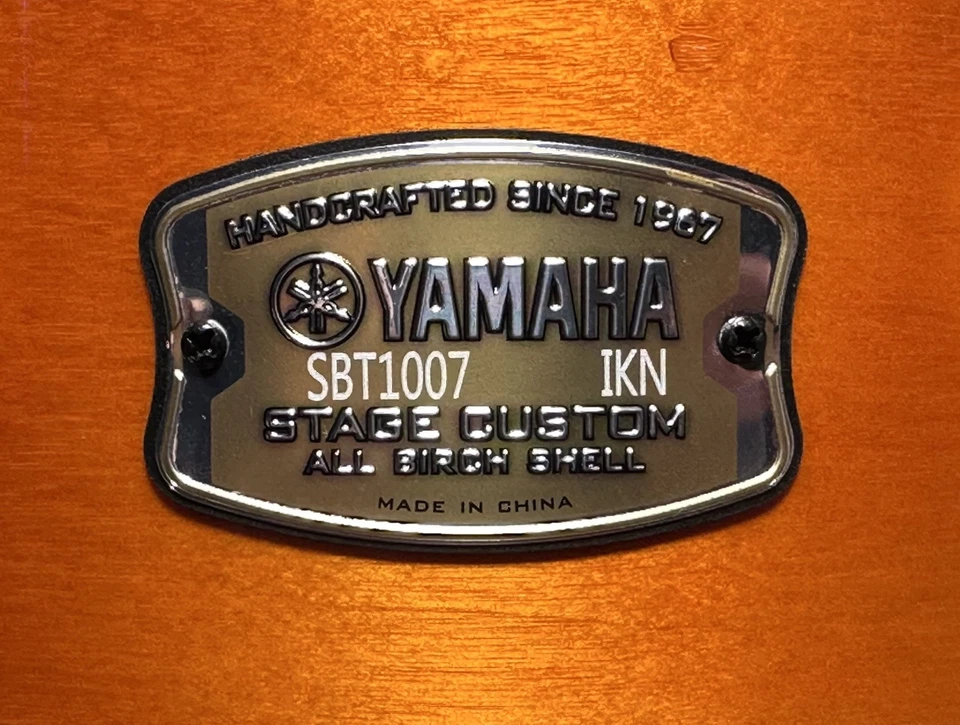 HANDCRAFTED SINCE 1967
YAMAHA
SBT1007 IKN
STAGE CUSTOM
ALL BIRCH SHELL
MADE IN CHINA